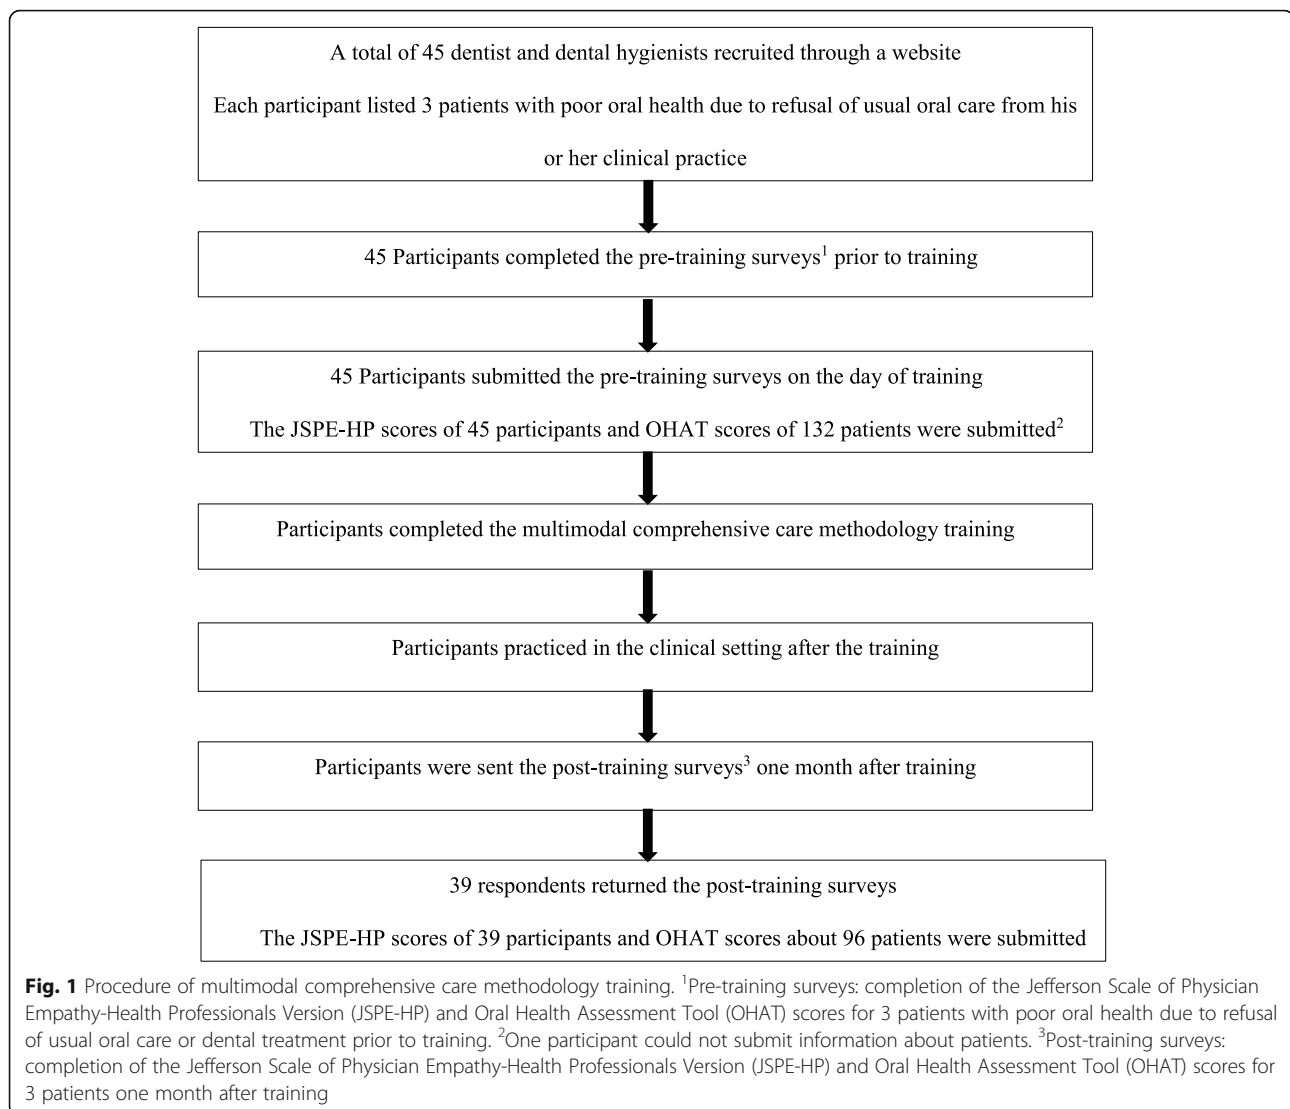 A total of 45 dentist and dental hygienists recruited through a website
Each participant listed 3 patients with poor oral health due to refusal of usual oral care from his
or her clinical practice
45 Participants completed the pre-training surveys¹ prior to training
45 Participants submitted the pre-training surveys on the day of training
The JSPE-HP scores of 45 participants and OHAT scores of 132 patients were submitted²
Participants completed the multimodal comprehensive care methodology training
Participants practiced in the clinical setting after the training
Participants were sent the post-training surveys³ one month after training
39 respondents returned the post-training surveys
The JSPE-HP scores of 39 participants and OHAT scores about 96 patients were submitted
Fig. 1 Procedure of multimodal comprehensive care methodology training. ¹Pre-training surveys: completion of the Jefferson Scale of Physician
Empathy-Health Professionals Version (JSPE-HP) and Oral Health Assessment Tool (OHAT) scores for 3 patients with poor oral health due to refusal
of usual oral care or dental treatment prior to training. ²One participant could not submit information about patients. ³Post-training surveys:
completion of the Jefferson Scale of Physician Empathy-Health Professionals Version (JSPE-HP) and Oral Health Assessment Tool (OHAT) scores for
3 patients one month after training